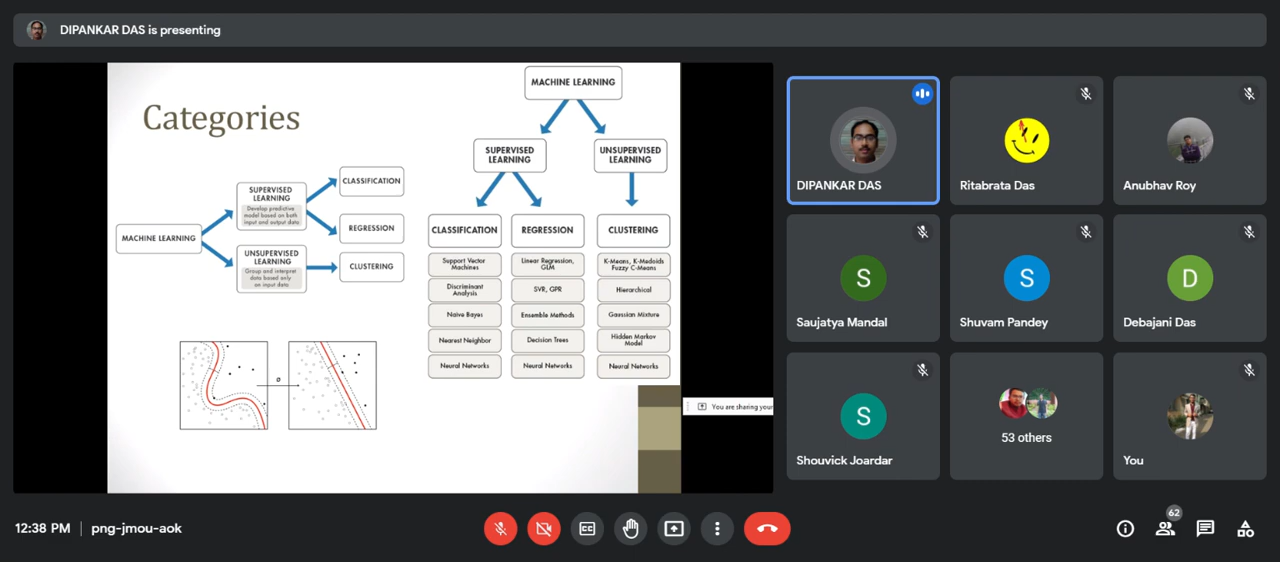 DIPANKAR DAS is presenting
Categories
MACHINE LEARNING
SUPERVISED
LEARNING
Develop predictive
model based on both
input and output data
UNSUPERVISED
LEARNING
Group and interpret
data based only
on input data
CLASSIFICATION
REGRESSION
CLUSTERING
σ
MACHINE LEARNING
SUPERVISED
LEARNING
UNSUPERVISED
LEARNING
CLASSIFICATION
Support Vector
Machines
Discriminant
Analysis
Naive Bayes
Nearest Neighbor
Neural Networks
REGRESSION
Linear Regression,
GLM
SVR, GPR
Ensemble Methods
Decision Trees
Neural Networks
CLUSTERING
K-Means, K-Medoids
Fuzzy C-Means
Hierarchical
Gaussian Mixture
Hidden Markov
Model
Neural Networks
You are sharing your
DIPANKAR DAS
Ritabrata Das
Anubhav Roy
S
Saujatya Mandal
S
Shuvam Pandey
D
Debajani Das
S
Shouvick Joardar
53 others
You
12:38 PM | png-jmou-aok
62